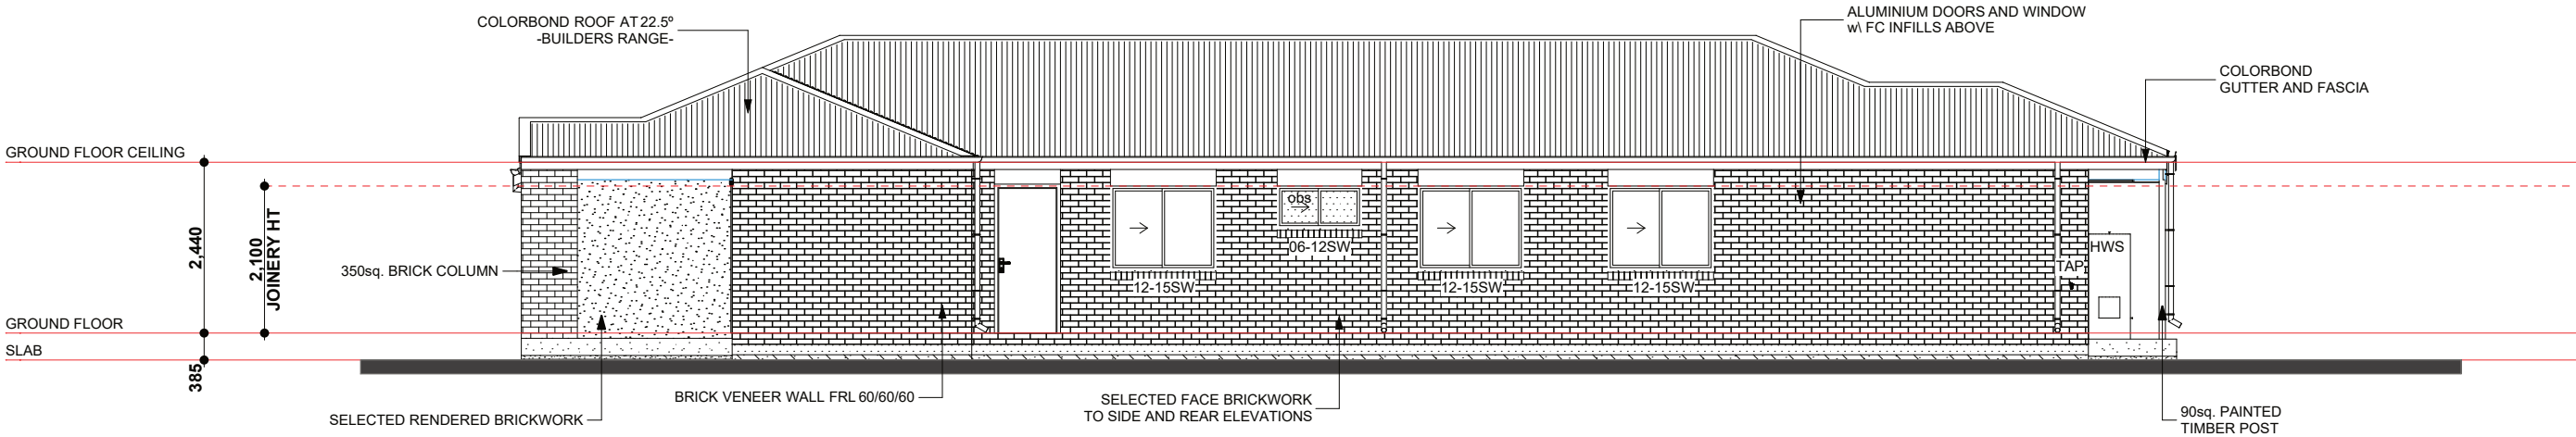 COLORBOND ROOF AT 22.5º
-BUILDERS RANGE-
ALUMINIUM DOORS AND WINDOW
w\ FC INFILLS ABOVE
COLORBOND
GUTTER AND FASCIA
GROUND FLOOR CEILING
2,440
2,100
JOINERY HT
350sq. BRICK COLUMN
obs
06-12SW
12-15SW
12-15SW
12-15SW
HWS
TAP
GROUND FLOOR
SLAB
385
SELECTED RENDERED BRICKWORK
BRICK VENEER WALL FRL 60/60/60
SELECTED FACE BRICKWORK
TO SIDE AND REAR ELEVATIONS
90sq. PAINTED
TIMBER POST